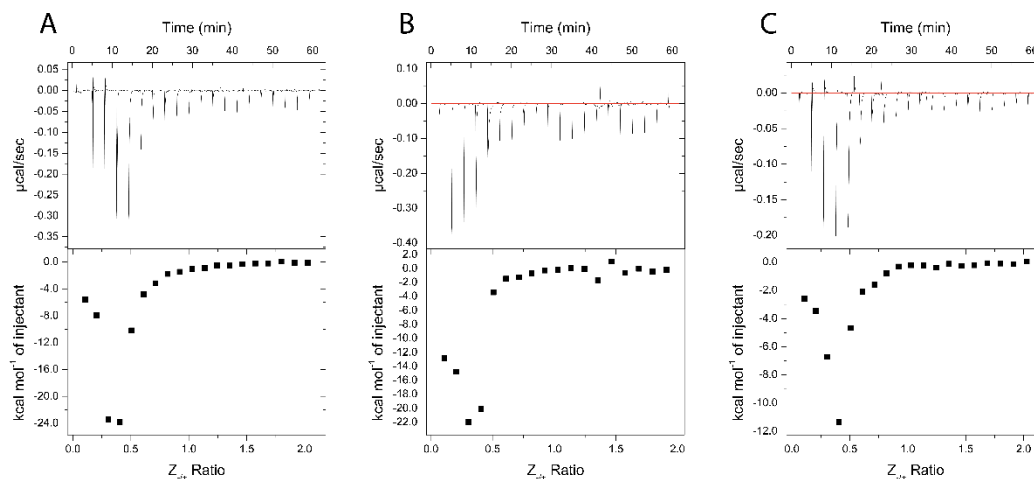 A
Time (min)
0 10 20 30 40 50 60
0.05
0.00
-0.05
-0.10
-0.15
-0.20
-0.25
-0.30
-0.35
µcal/sec
0.0
-4.0
-8.0
-12.0
-16.0
-20.0
-24.0
kcal mol⁻¹ of injectant
0.0 0.5 1.0 1.5 2.0
Z-/+ Ratio
B
Time (min)
0 10 20 30 40 50 60
0.10
0.00
-0.10
-0.20
-0.30
-0.40
µcal/sec
2.0
0.0
-2.0
-4.0
-6.0
-8.0
-10.0
-12.0
-14.0
-16.0
-18.0
-20.0
-22.0
kcal mol⁻¹ of injectant
0.0 0.5 1.0 1.5 2.0
Z-/+ Ratio
C
Time (min)
0 10 20 30 40 50 60
0.00
-0.05
-0.10
-0.15
-0.20
µcal/sec
0.0
-2.0
-4.0
-6.0
-8.0
-10.0
-12.0
kcal mol⁻¹ of injectant
0.0 0.5 1.0 1.5 2.0
Z-/+ Ratio